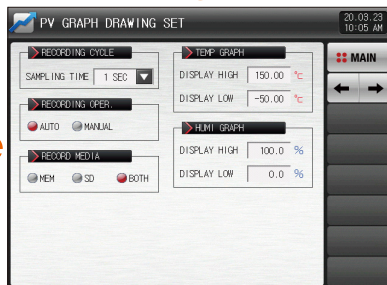 PV GRAPH DRAWING SET
20.03.23
10:05 AM
RECORDING CYCLE
SAMPLING TIME 1 SEC
RECORDING OPER.
AUTO MANUAL
RECORD MEDIA
MEM SD BOTH
TEMP GRAPH
DISPLAY HIGH 150.00 ℃
DISPLAY LOW -50.00 ℃
HUMI GRAPH
DISPLAY HIGH 100.0 %
DISPLAY LOW 0.0 %
MAIN
e